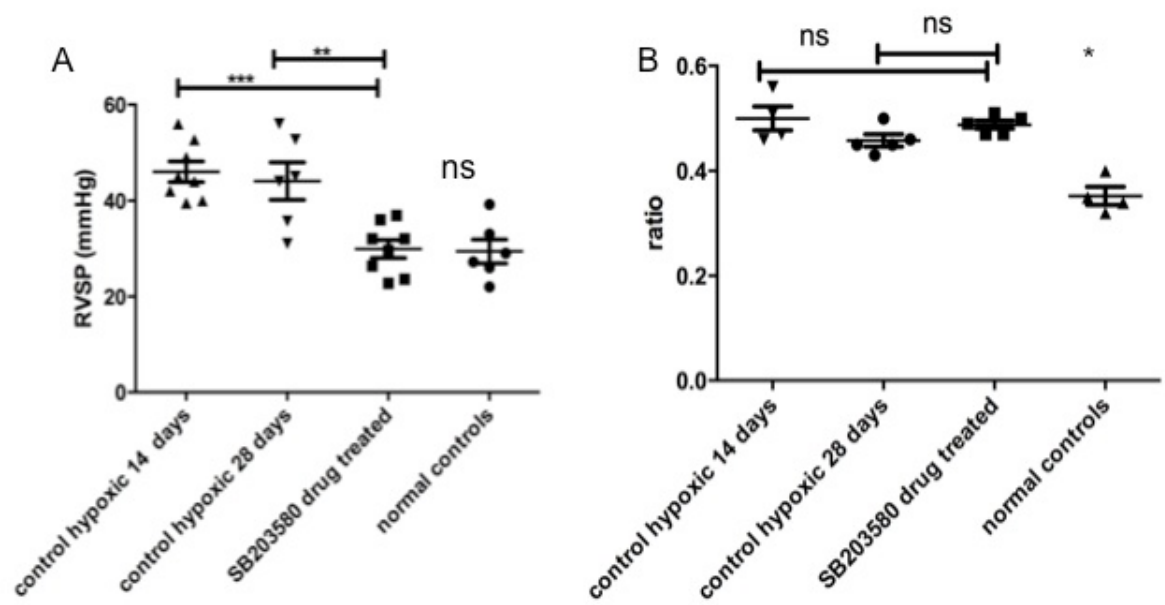 A
**
***
60
40
20
0
RVSP (mmHg)
ns
control hypoxic 14 days
control hypoxic 28 days
SB203580 drug treated
normal controls
B
ns
ns
*
0.6
0.4
0.2
0.0
ratio
control hypoxic 14 days
control hypoxic 28 days
SB203580 drug treated
normal controls